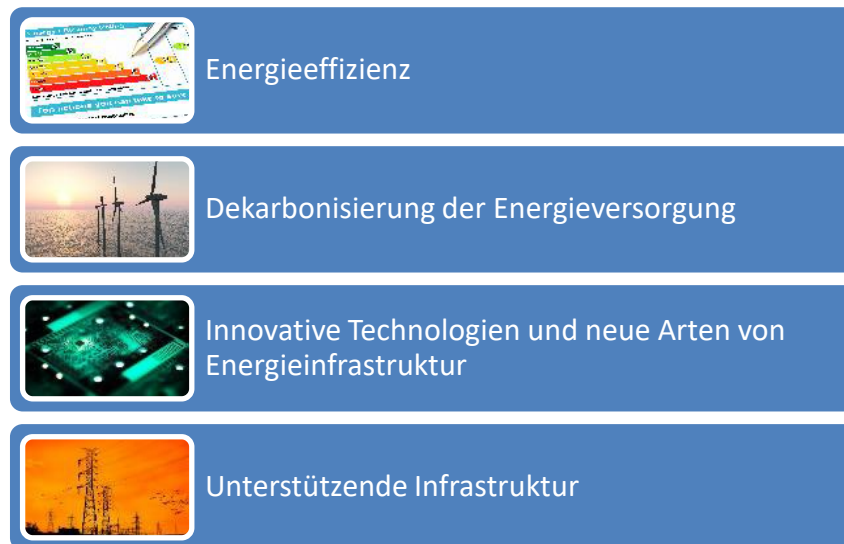 Energieeffizienz
Dekarbonisierung der Energieversorgung
Innovative Technologien und neue Arten von
Energieinfrastruktur
Unterstützende Infrastruktur